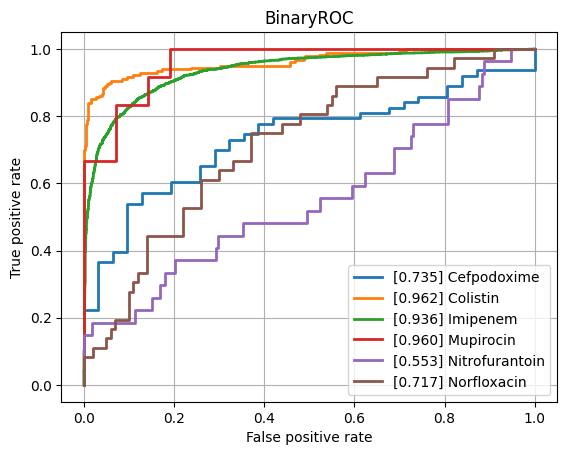 BinaryROC
True positive rate
1.0
0.8
0.6
0.4
0.2
0.0
[0.735] Cefpodoxime
[0.962] Colistin
[0.936] Imipenem
[0.960] Mupirocin
[0.553] Nitrofurantoin
[0.717] Norfloxacin
0.0 0.2 0.4 0.6 0.8 1.0
False positive rate